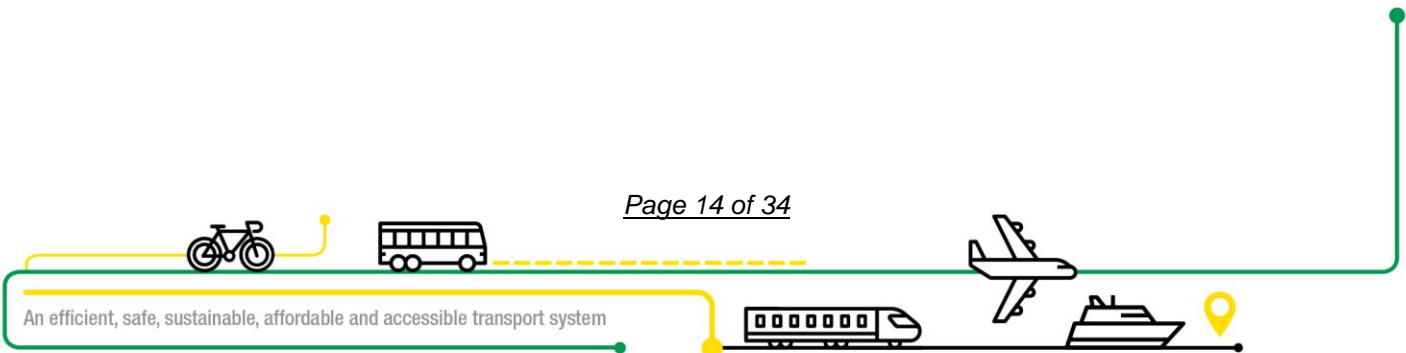 Page 14 of 34
An efficient, safe, sustainable, affordable and accessible transport system